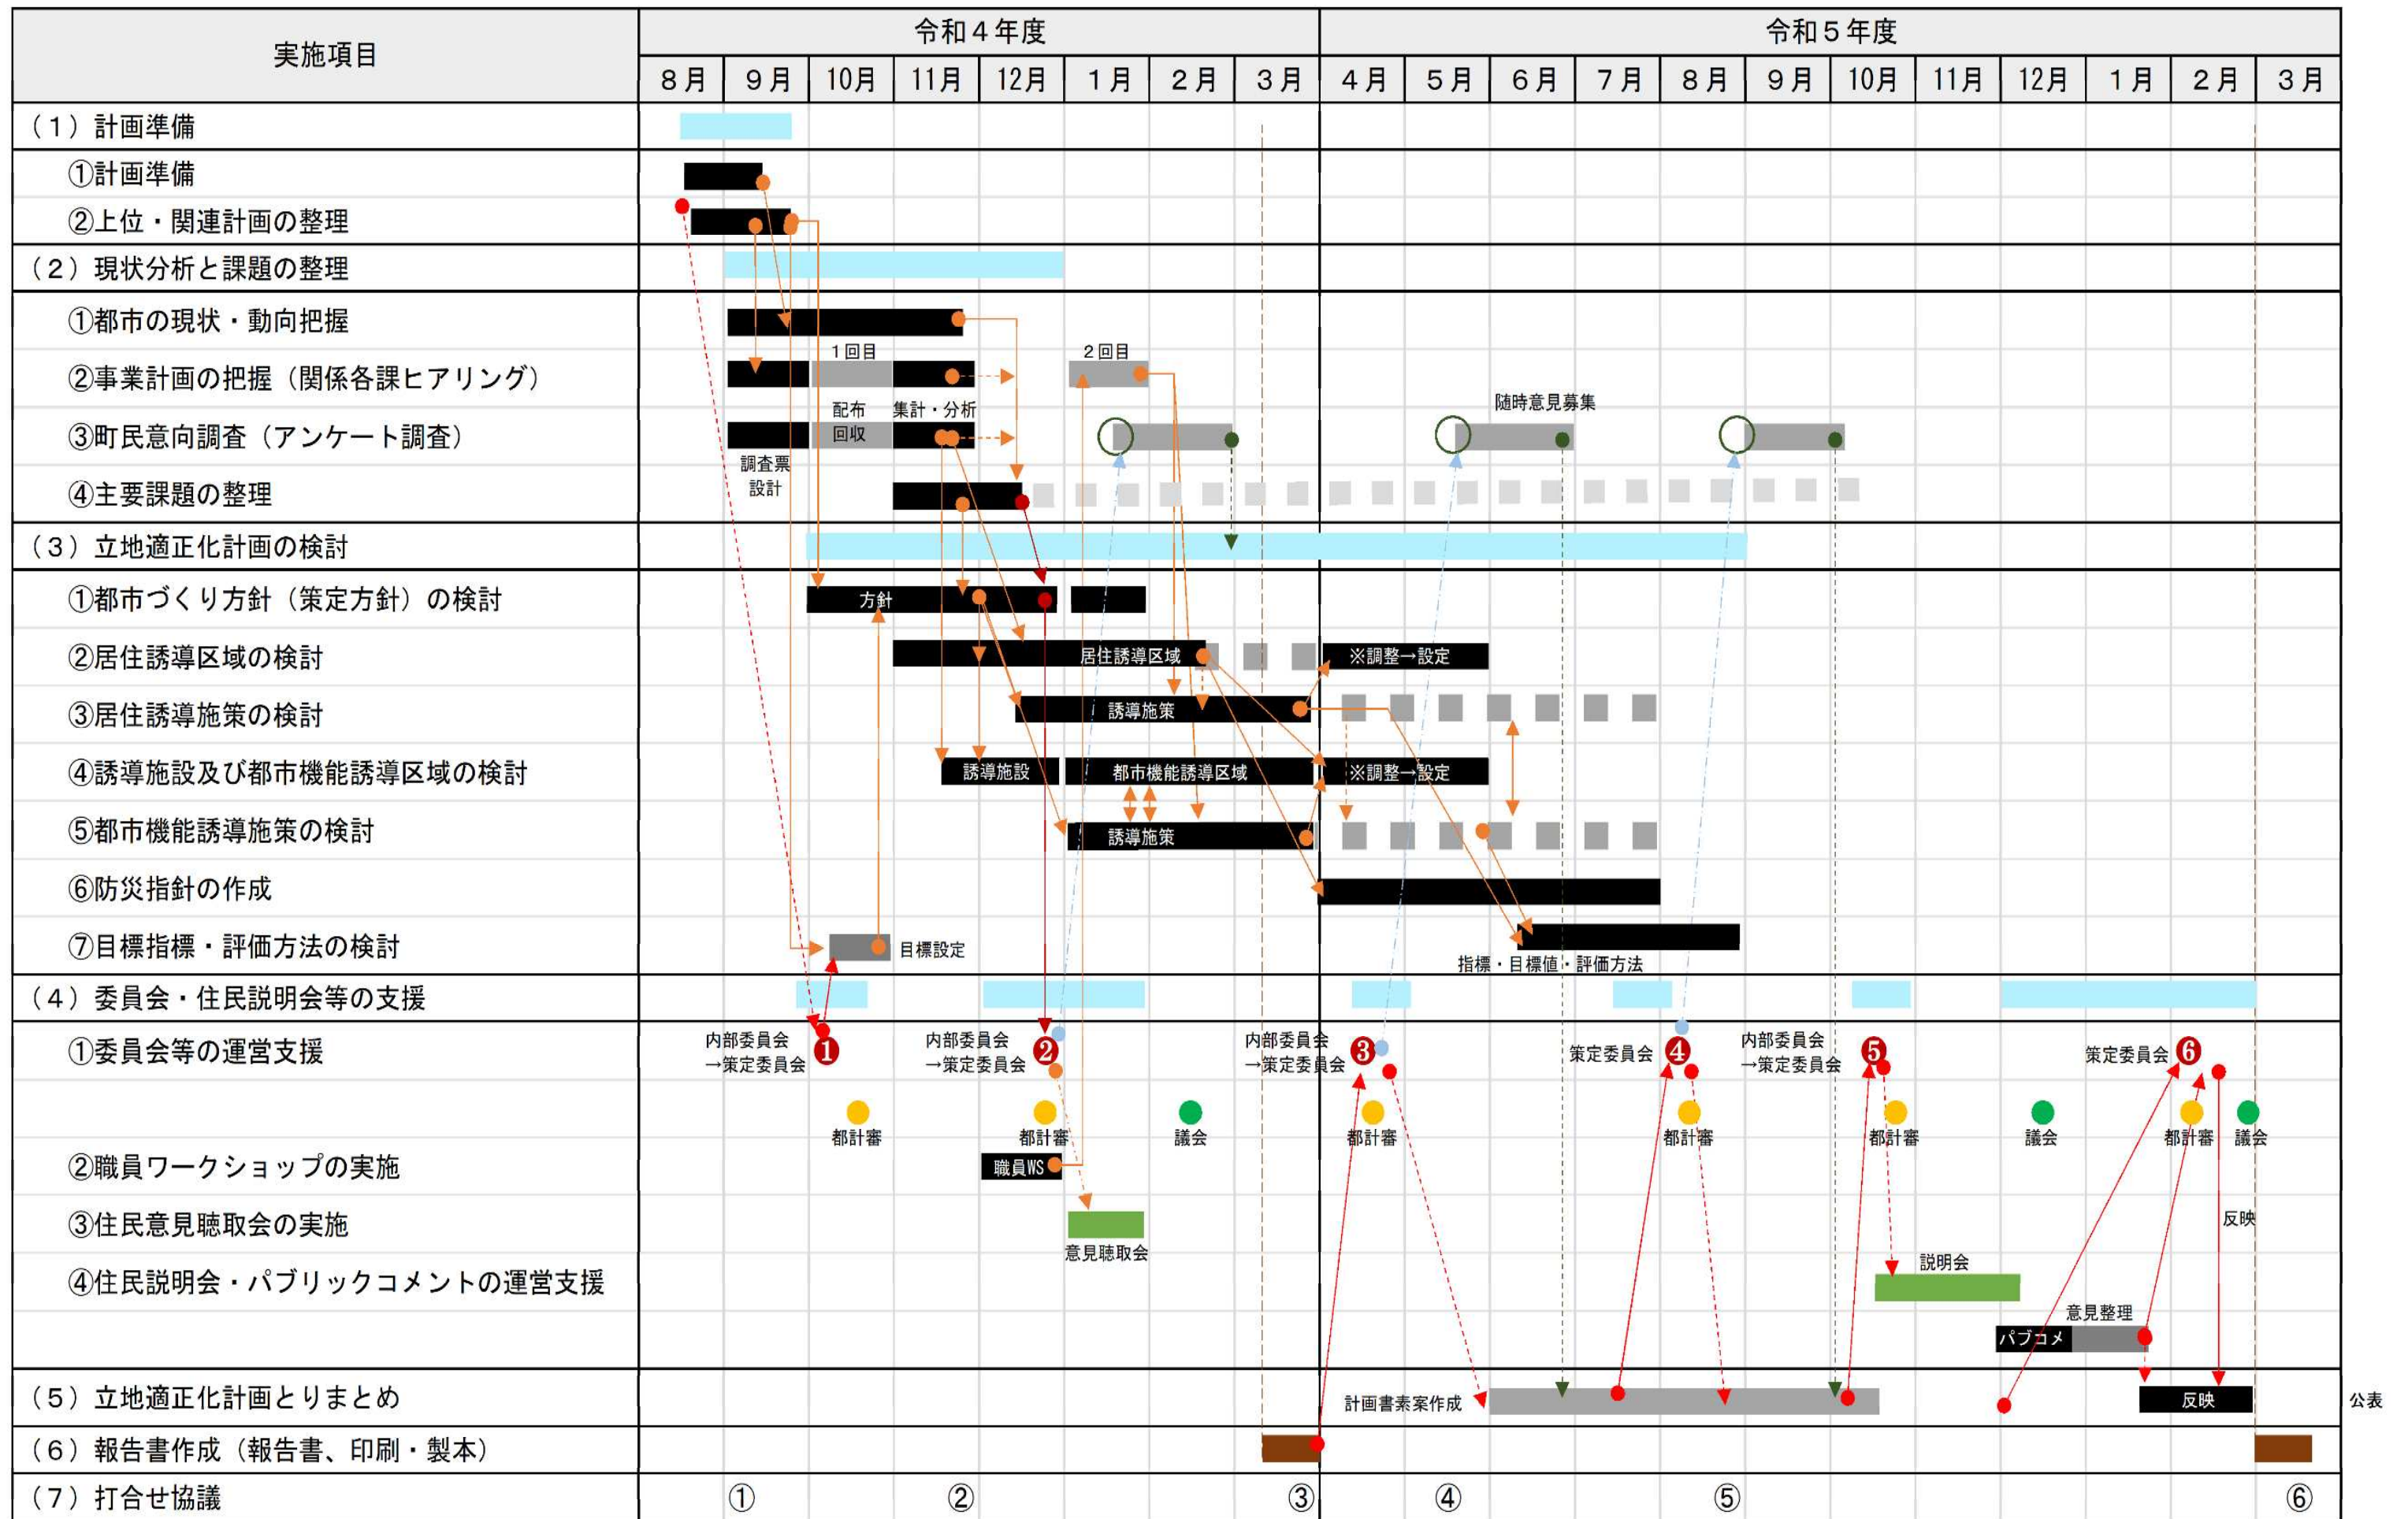 実施項目
令和４年度
令和５年度
８月
９月
10月
11月
12月
１月
２月
３月
４月
５月
６月
７月
８月
９月
10月
11月
12月
１月
２月
３月
（１）計画準備
①計画準備
②上位・関連計画の整理
（２）現状分析と課題の整理
①都市の現状・動向把握
１回目
２回目
②事業計画の把握（関係各課ヒアリング）
配布
集計・分析
随時意見募集
③町民意向調査（アンケート調査）
回収
調査票
設計
④主要課題の整理
（３）立地適正化計画の検討
①都市づくり方針（策定方針）の検討
方針
②居住誘導区域の検討
居住誘導区域
※調整→設定
③居住誘導施策の検討
誘導施策
④誘導施設及び都市機能誘導区域の検討
誘導施設
都市機能誘導区域
※調整→設定
⑤都市機能誘導施策の検討
誘導施策
⑥防災指針の作成
⑦目標指標・評価方法の検討
目標設定
指標・目標値・評価方法
（４）委員会・住民説明会等の支援
①委員会等の運営支援
内部委員会
→策定委員会
❶
内部委員会
→策定委員会
❷
内部委員会
→策定委員会
❸
策定委員会
❹
内部委員会
→策定委員会
❺
策定委員会
❻
都計審
都計審
議会
都計審
都計審
都計審
議会
都計審
議会
②職員ワークショップの実施
職員WS
③住民意見聴取会の実施
意見聴取会
反映
④住民説明会・パブリックコメントの運営支援
説明会
意見整理
パブコメ
（５）立地適正化計画とりまとめ
計画書素案作成
反映
公表
（６）報告書作成（報告書、印刷・製本）
（７）打合せ協議
①
②
③
④
⑤
⑥